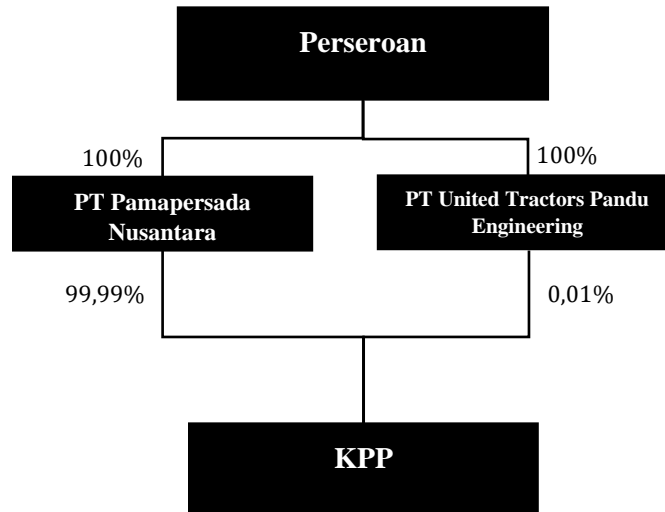 Perseroan
100%
100%
PT Pamapersada
Nusantara
PT United Tractors Pandu
Engineering
99,99%
0,01%
KPP